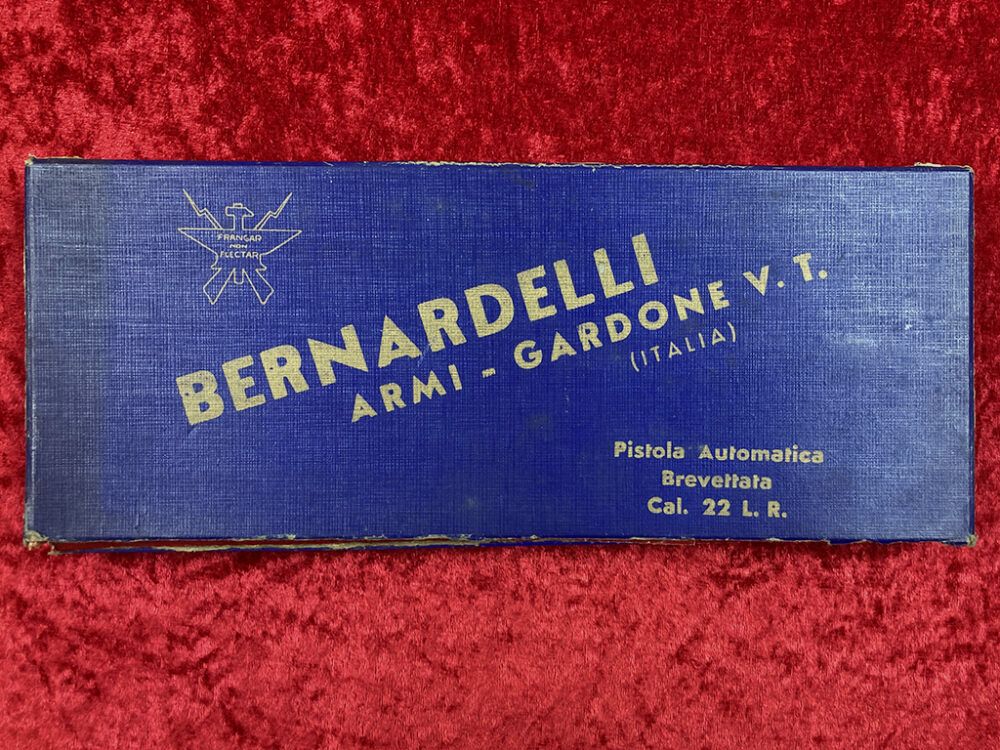 FRANGAR
NON
FLECTAR
BERNARDELLI
ARMI - GARDONE V. T.
(ITALIA)
Pistola Automatica
Brevettata
Cal. 22 L. R.